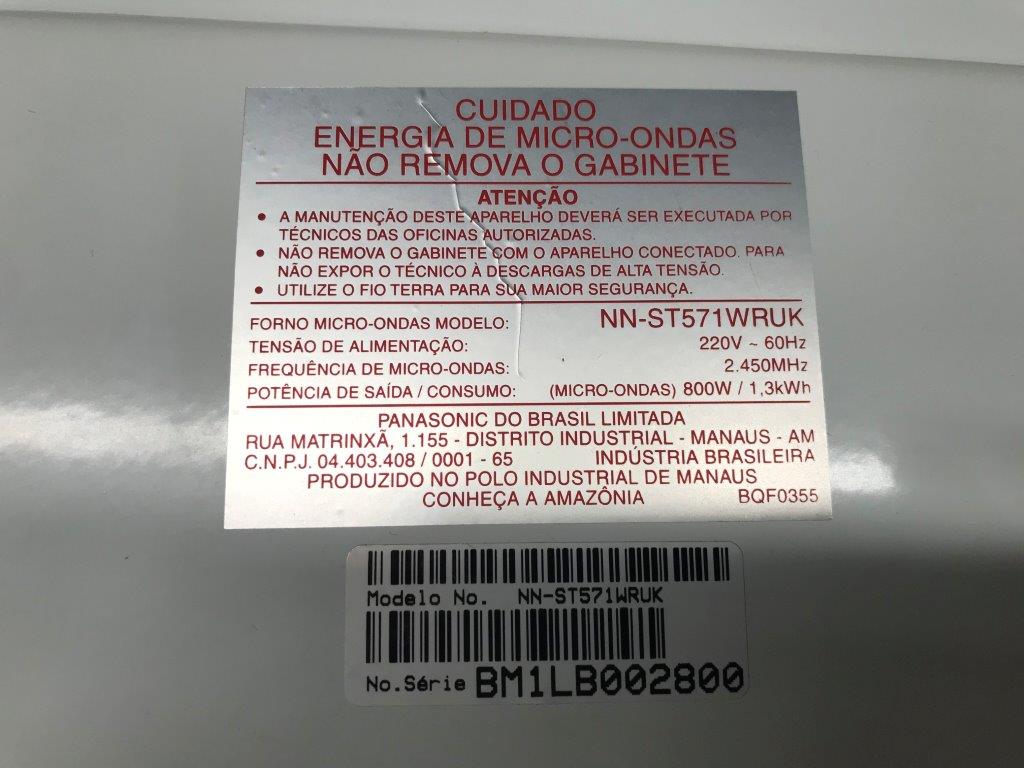 CUIDADO
ENERGIA DE MICRO-ONDAS
NÃO REMOVA O GABINETE
ATENÇÃO
• A MANUTENÇÃO DESTE APARELHO DEVERÁ SER EXECUTADA POR
TÉCNICOS DAS OFICINAS AUTORIZADAS.
• NÃO REMOVA O GABINETE COM O APARELHO CONECTADO. PARA
NÃO EXPOR O TÉCNICO À DESCARGAS DE ALTA TENSÃO.
• UTILIZE O FIO TERRA PARA SUA MAIOR SEGURANÇA.
FORNO MICRO-ONDAS MODELO: NN-ST571WRUK
TENSÃO DE ALIMENTAÇÃO: 220V ~ 60Hz
FREQUÊNCIA DE MICRO-ONDAS: 2.450MHz
POTÊNCIA DE SAÍDA / CONSUMO: (MICRO-ONDAS) 800W / 1,3kWh
PANASONIC DO BRASIL LIMITADA
RUA MATRINXÃ, 1.155 - DISTRITO INDUSTRIAL - MANAUS - AM
C.N.P.J. 04.403.408 / 0001 - 65 INDÚSTRIA BRASILEIRA
PRODUZIDO NO POLO INDUSTRIAL DE MANAUS
CONHEÇA A AMAZÔNIA BQF0355
Modelo No. NN-ST571WRUK
No.Série BM1LB002800